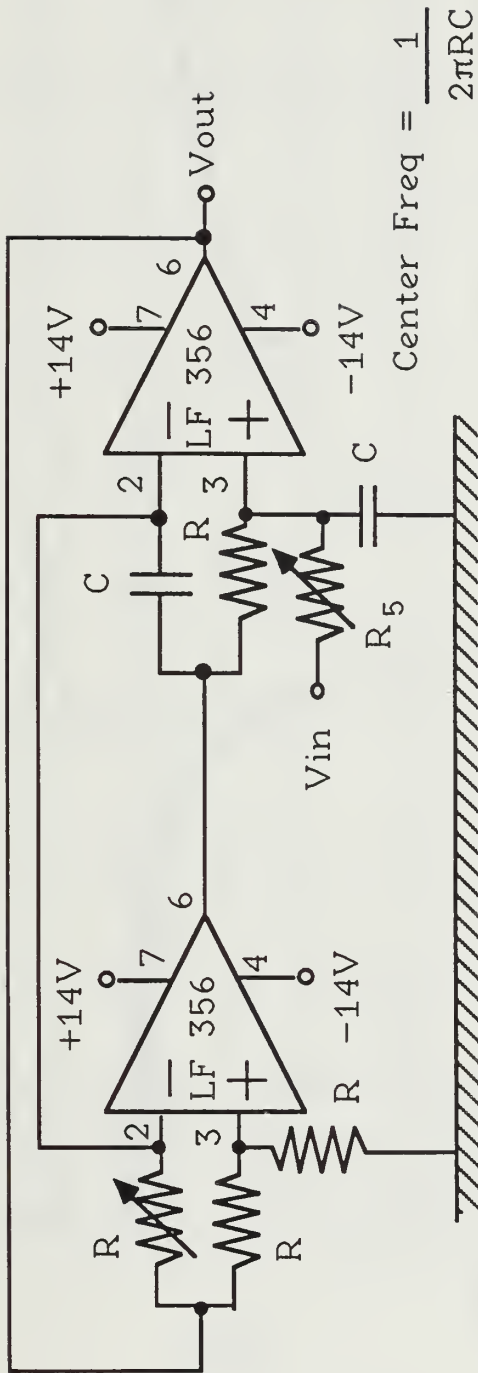 +14V
7
2
LF 356
6
3
4
-14V
R
R
R
+14V
7
2
LF 356
6
Vout
3
4
-14V
C
R
R5
Vin
C
Center Freq = 1
2πRC